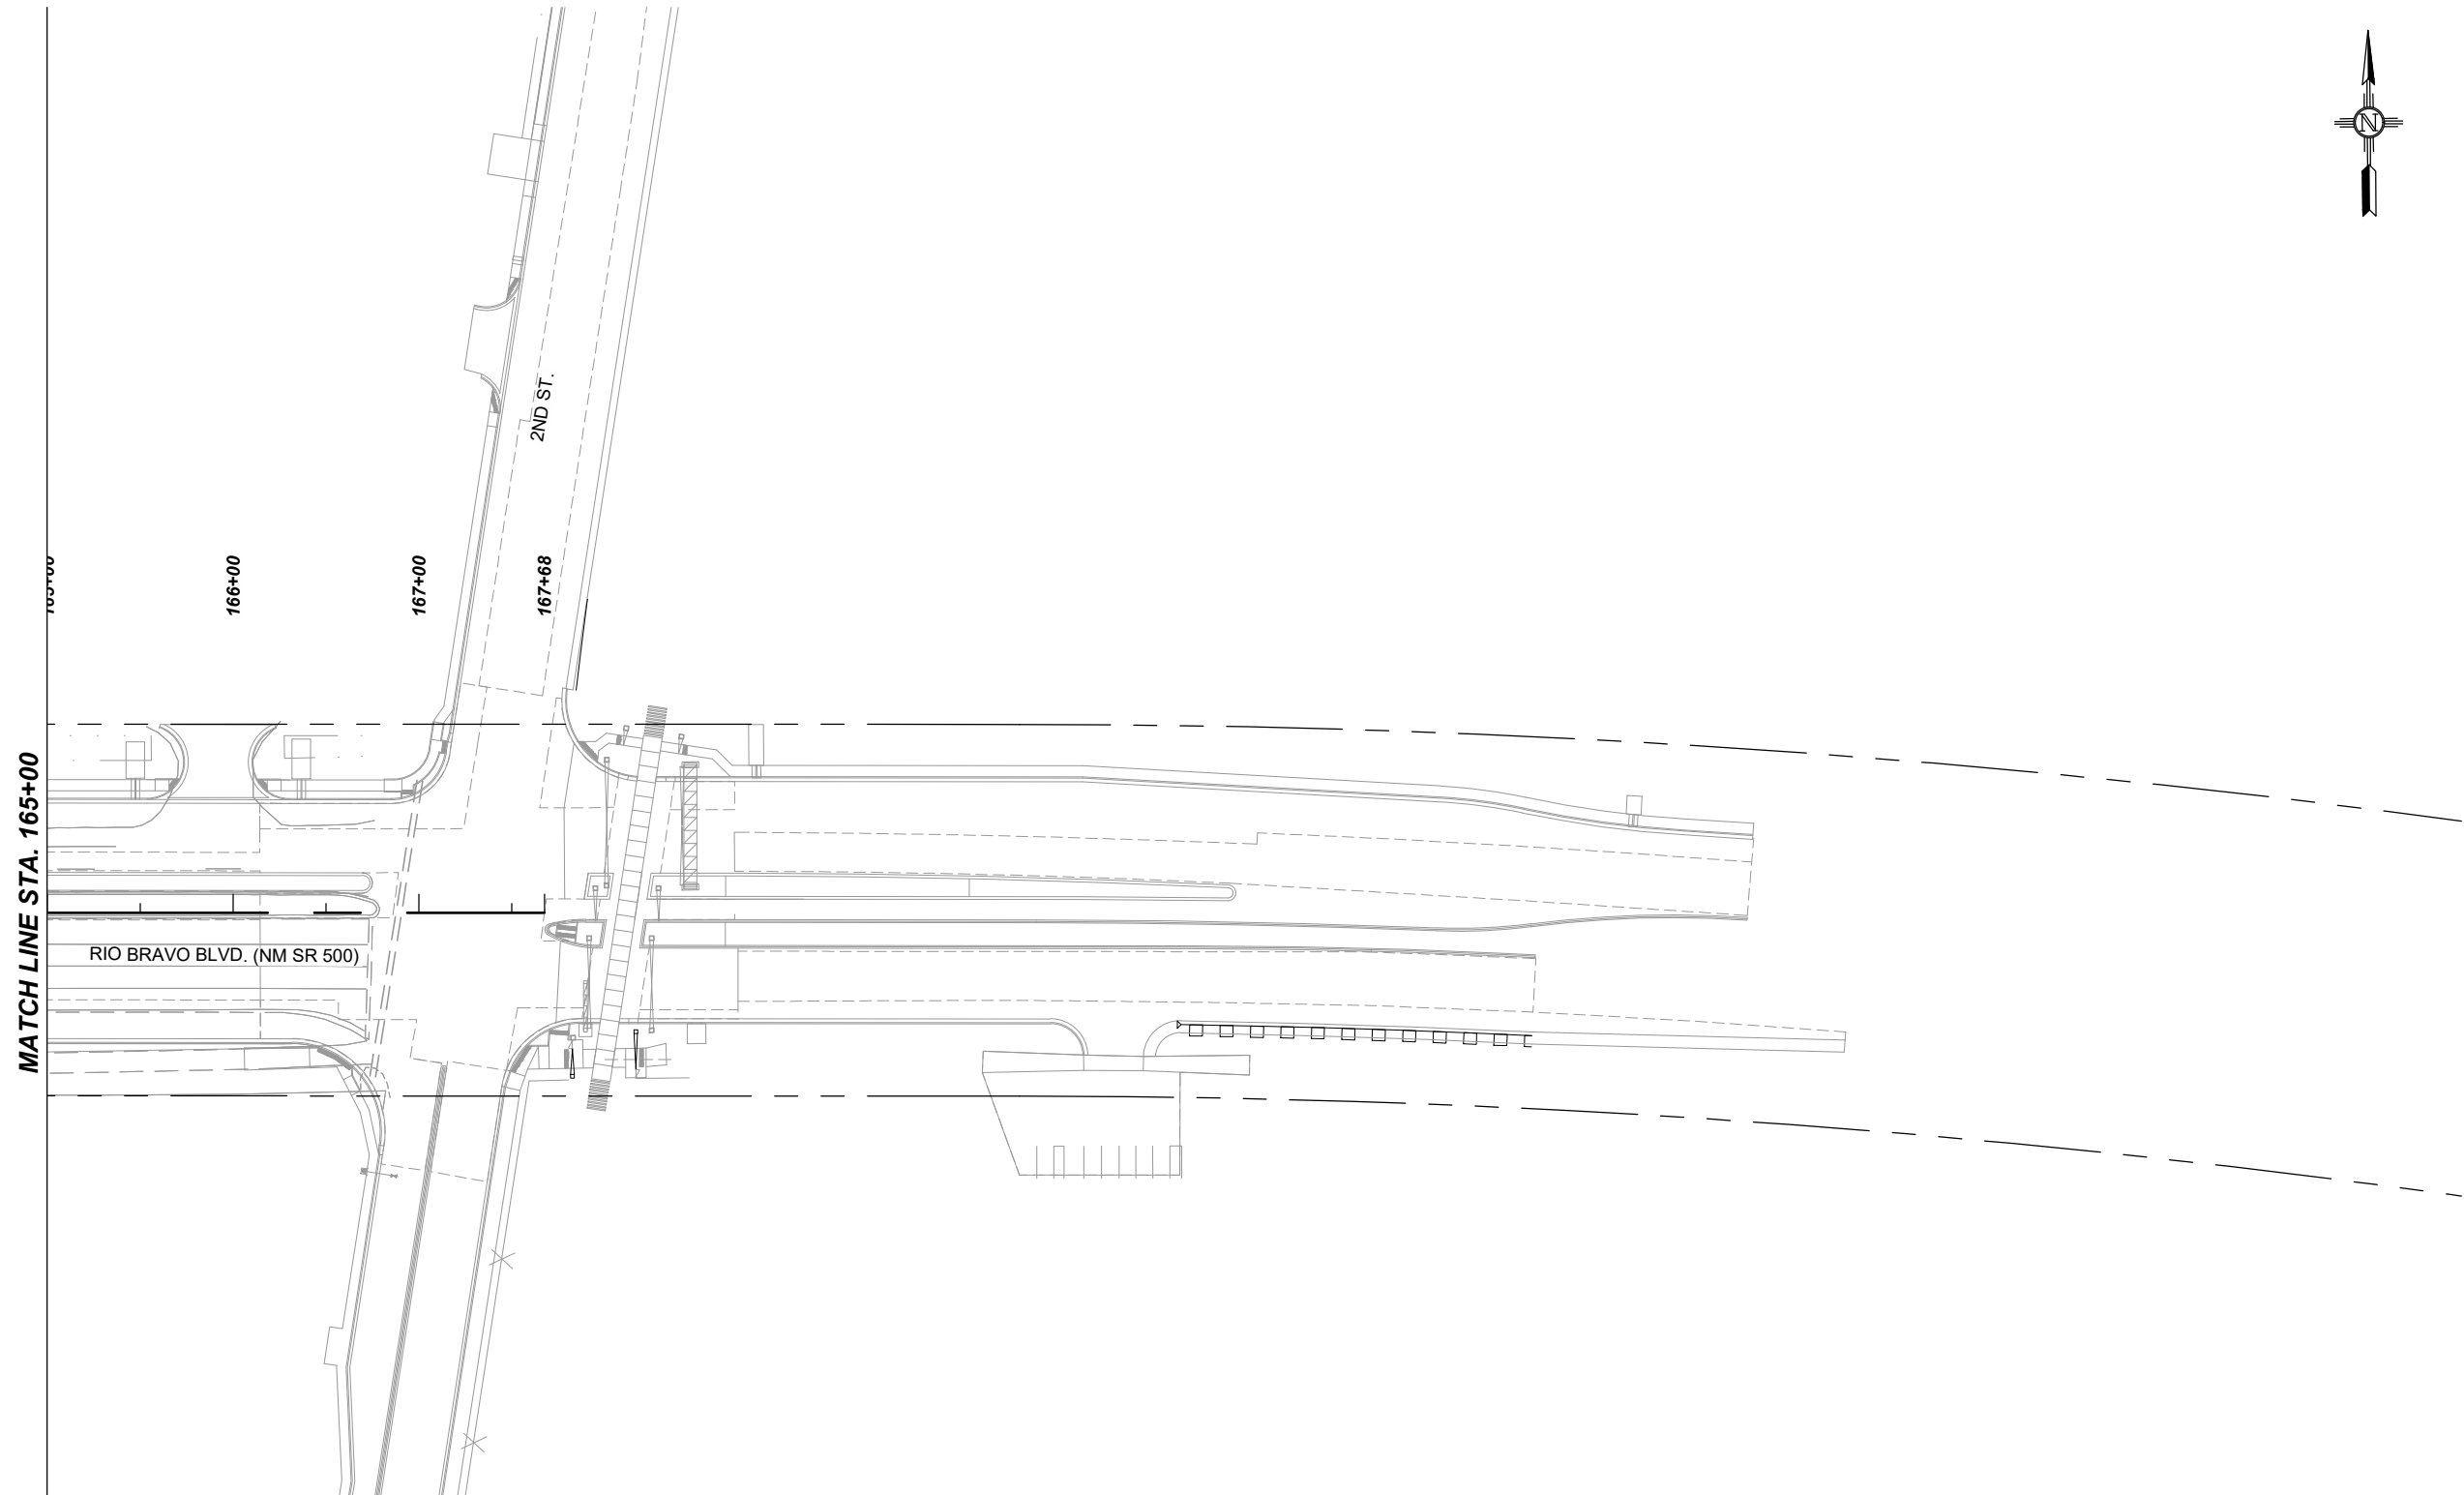 N
2ND ST.
166+00
167+00
167+68
MATCH LINE STA. 165+00
RIO BRAVO BLVD. (NM SR 500)